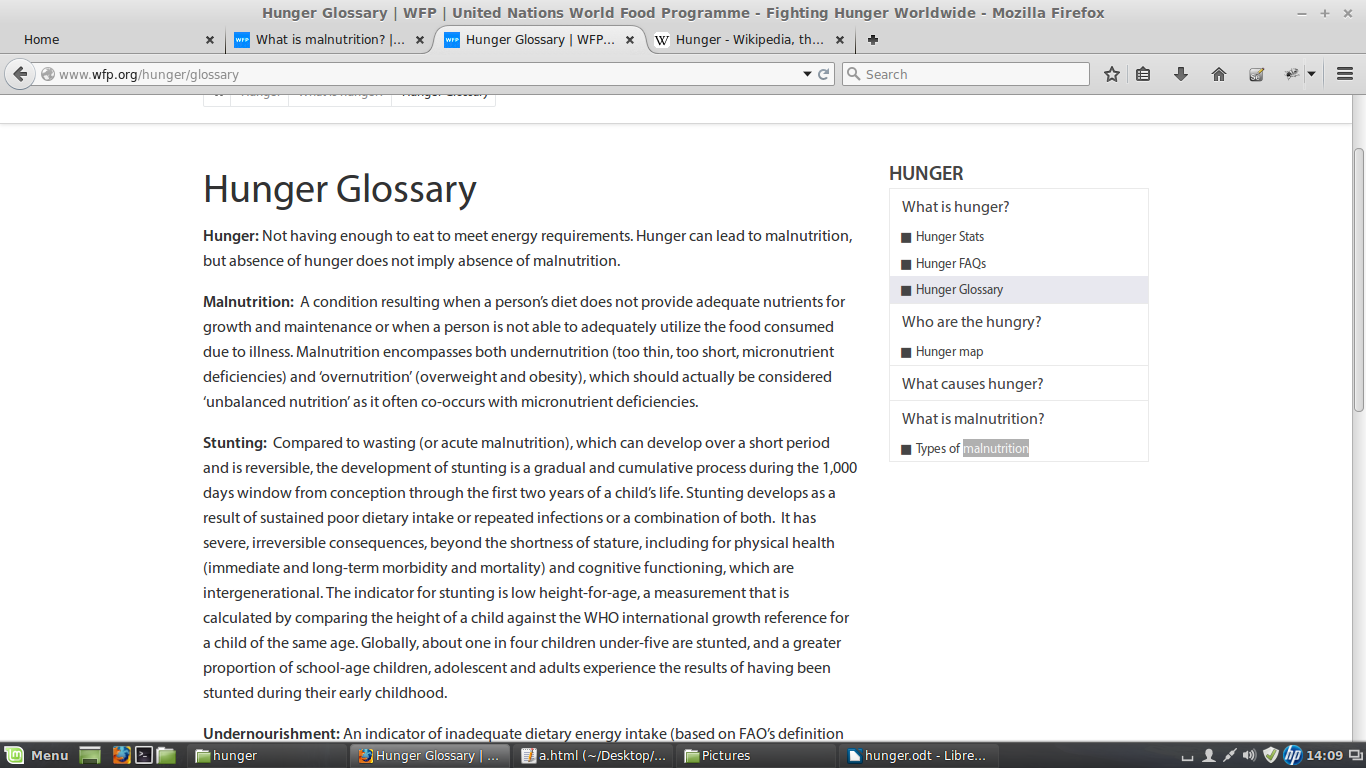 Hunger Glossary | WFP | United Nations World Food Programme - Fighting Hunger Worldwide - Mozilla Firefox
Home
What is malnutrition? |...
Hunger Glossary | WFP...
Hunger - Wikipedia, th...
www.wfp.org/hunger/glossary
Search
Hunger Glossary
Hunger Glossary
Hunger: Not having enough to eat to meet energy requirements. Hunger can lead to malnutrition,
but absence of hunger does not imply absence of malnutrition.
Malnutrition: A condition resulting when a person’s diet does not provide adequate nutrients for
growth and maintenance or when a person is not able to adequately utilize the food consumed
due to illness. Malnutrition encompasses both undernutrition (too thin, too short, micronutrient
deficiencies) and ‘overnutrition’ (overweight and obesity), which should actually be considered
‘unbalanced nutrition’ as it often co-occurs with micronutrient deficiencies.
Stunting: Compared to wasting (or acute malnutrition), which can develop over a short period
and is reversible, the development of stunting is a gradual and cumulative process during the 1,000
days window from conception through the first two years of a child’s life. Stunting develops as a
result of sustained poor dietary intake or repeated infections or a combination of both. It has
severe, irreversible consequences, beyond the shortness of stature, including for physical health
(immediate and long-term morbidity and mortality) and cognitive functioning, which are
intergenerational. The indicator for stunting is low height-for-age, a measurement that is
calculated by comparing the height of a child against the WHO international growth reference for
a child of the same age. Globally, about one in four children under-five are stunted, and a greater
proportion of school-age children, adolescent and adults experience the results of having been
stunted during their early childhood.
Undernourishment: An indicator of inadequate dietary energy intake (based on FAO’s definition
HUNGER
What is hunger?
Hunger Stats
Hunger FAQs
Hunger Glossary
Who are the hungry?
Hunger map
What causes hunger?
What is malnutrition?
Types of malnutrition
Menu
hunger
Hunger Glossary | ...
a.html (~/Desktop/...
Pictures
hunger.odt - Libre...
hp
14:09